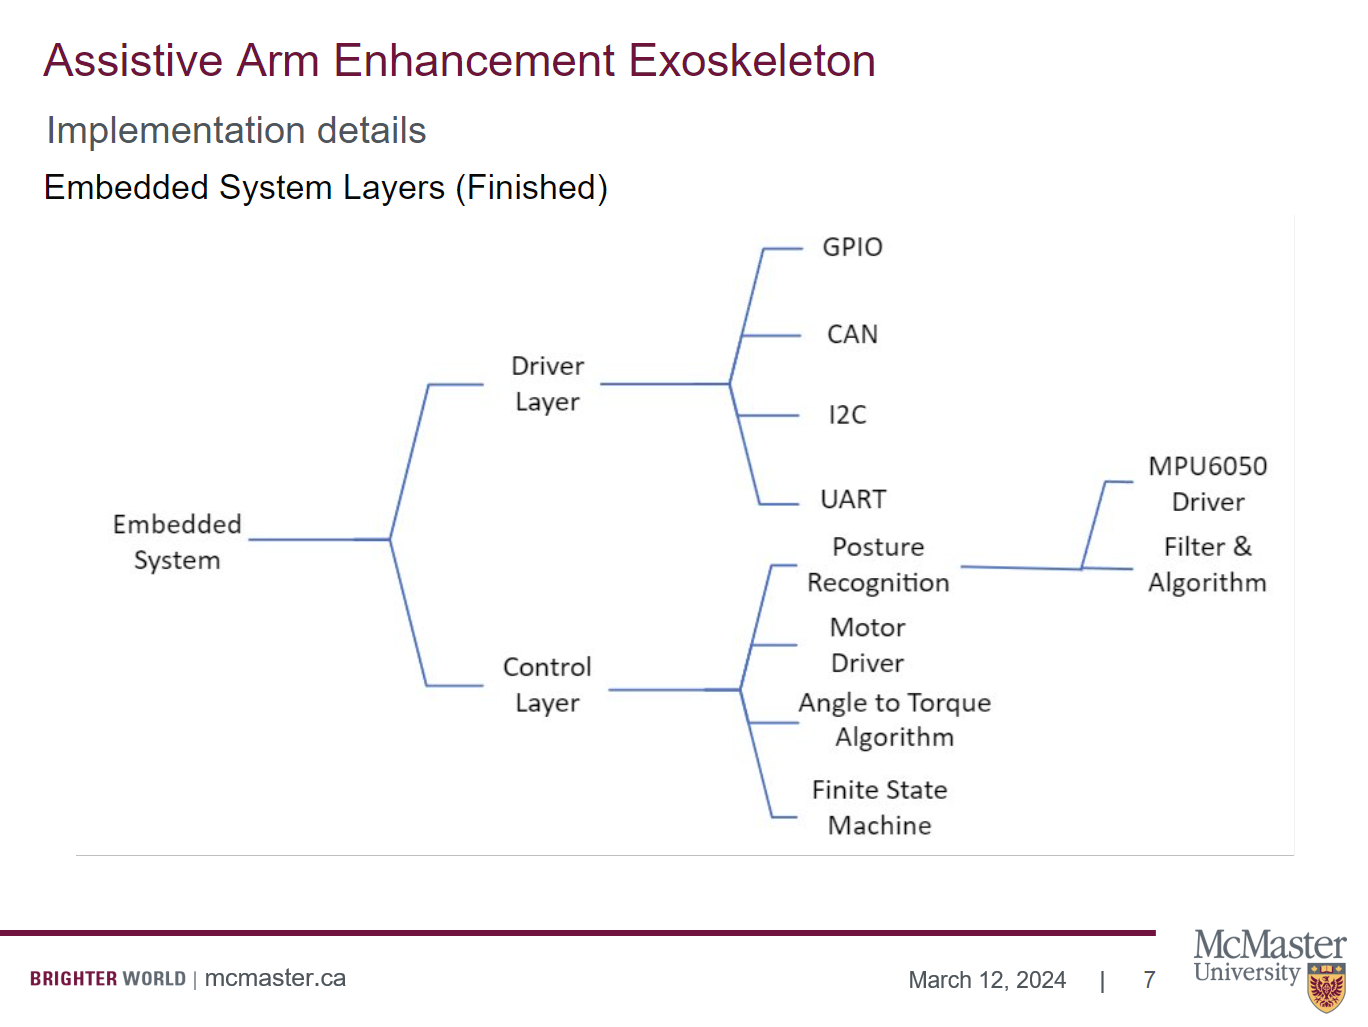 Assistive Arm Enhancement Exoskeleton
Implementation details
Embedded System Layers (Finished)
GPIO
CAN
Driver
Layer
I2C
UART
MPU6050
Driver
Embedded
System
Posture
Recognition
Filter &
Algorithm
Motor
Driver
Control
Layer
Angle to Torque
Algorithm
Finite State
Machine
BRIGHTER WORLD | mcmaster.ca
March 12, 2024 | 7
McMaster
University